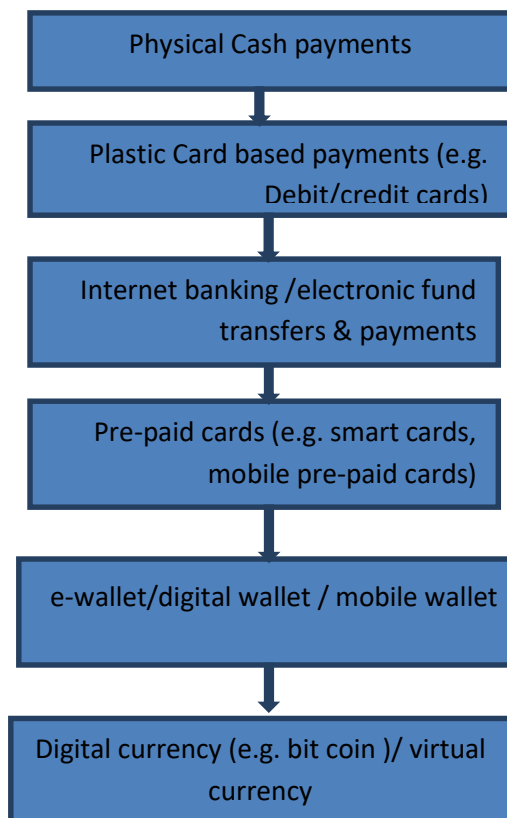 Physical Cash payments
Plastic Card based payments (e.g.
Debit/credit cards)
Internet banking /electronic fund
transfers & payments
Pre-paid cards (e.g. smart cards,
mobile pre-paid cards)
e-wallet/digital wallet / mobile wallet
Digital currency (e.g. bit coin )/ virtual
currency